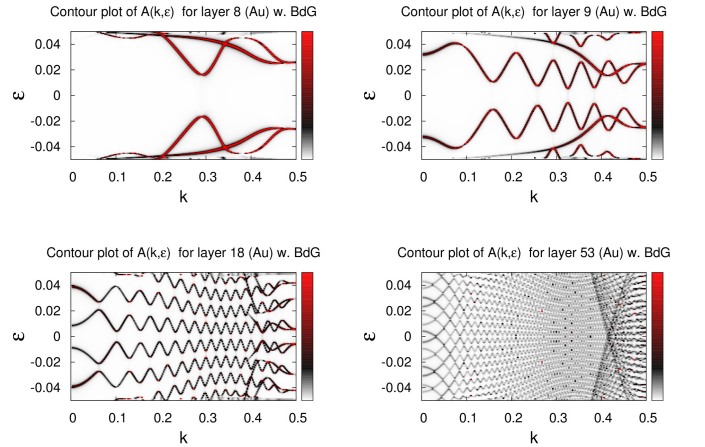 Contour plot of A(k,ε)  for layer 8 (Au) w. BdG
0.04
0.02
0
-0.02
-0.04
ε
0 0.1 0.2 0.3 0.4 0.5
k
Contour plot of A(k,ε)  for layer 9 (Au) w. BdG
0.04
0.02
0
-0.02
-0.04
ε
0 0.1 0.2 0.3 0.4 0.5
k
Contour plot of A(k,ε)  for layer 18 (Au) w. BdG
0.04
0.02
0
-0.02
-0.04
ε
0 0.1 0.2 0.3 0.4 0.5
k
Contour plot of A(k,ε)  for layer 53 (Au) w. BdG
0.04
0.02
0
-0.02
-0.04
ε
0 0.1 0.2 0.3 0.4 0.5
k